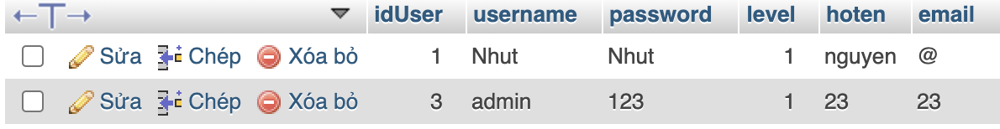 ←T→ idUser username password level hoten email
Sửa Chép Xóa bỏ 1 Nhut Nhut 1 nguyen @
Sửa Chép Xóa bỏ 3 admin 123 1 23 23